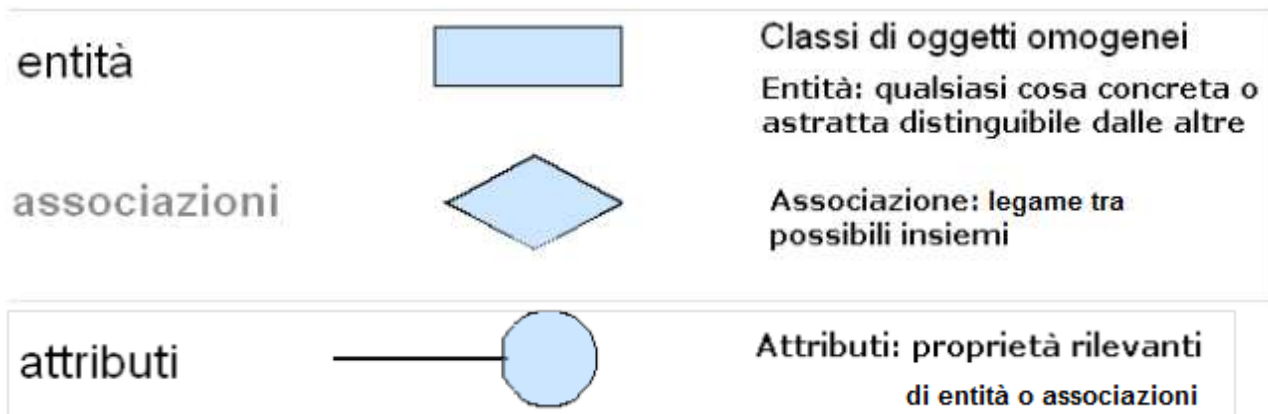 entità
Classi di oggetti omogenei
Entità: qualsiasi cosa concreta o
astratta distinguibile dalle altre
associazioni
Associazione: legame tra
possibili insiemi
attributi
Attributi: proprietà rilevanti
di entità o associazioni